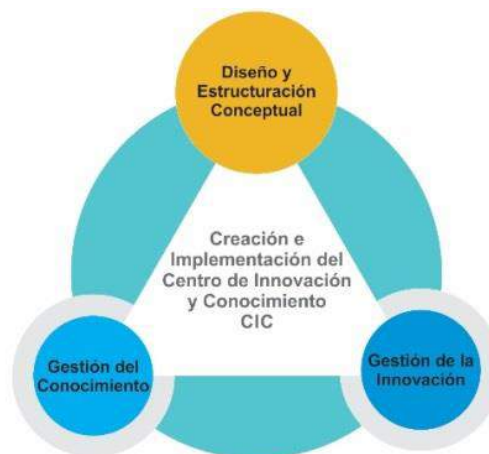 Diseño y
Estructuración
Conceptual
Creación e
Implementación del
Centro de Innovación
y Conocimiento
CIC
Gestión del
Conocimiento
Gestión de la
Innovación